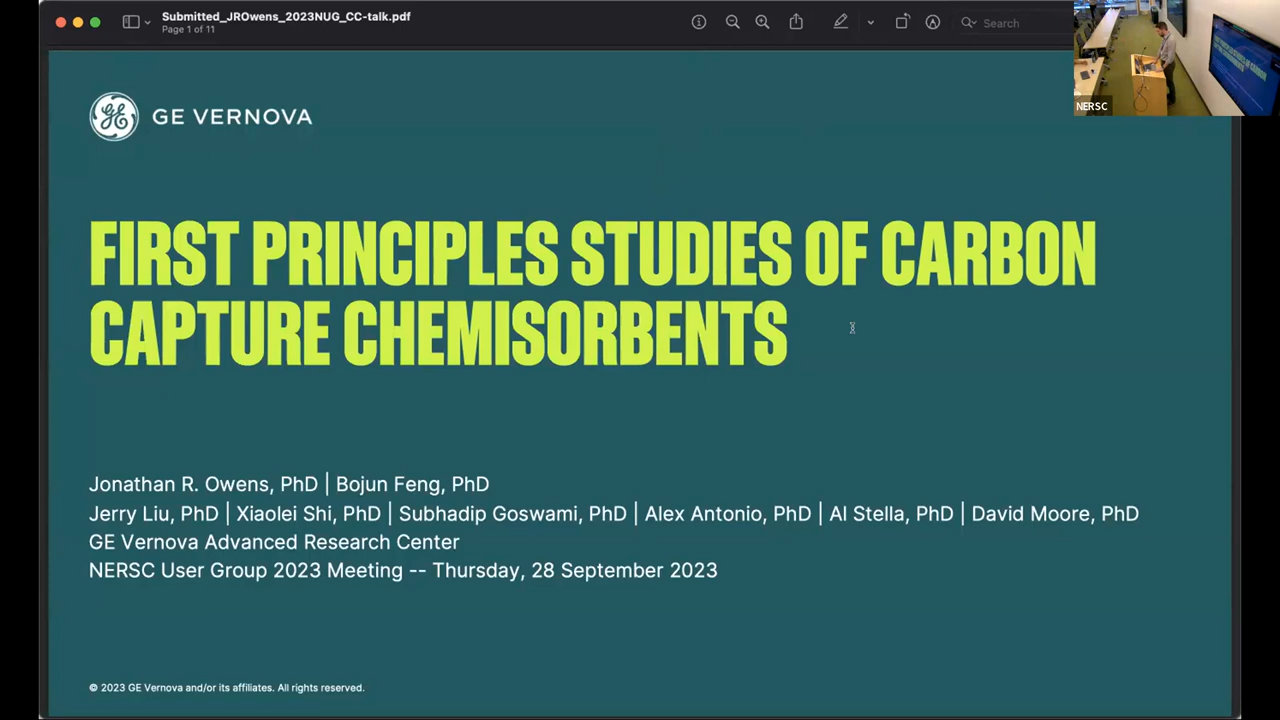 Submitted_JROwens_2023NUG_CC-talk.pdf
Page 1 of 11
Search
NERSC
GE VERNOVA
FIRST PRINCIPLES STUDIES OF CARBON
CAPTURE CHEMISORBENTS
Jonathan R. Owens, PhD | Bojun Feng, PhD
Jerry Liu, PhD | Xiaolei Shi, PhD | Subhadip Goswami, PhD | Alex Antonio, PhD | Al Stella, PhD | David Moore, PhD
GE Vernova Advanced Research Center
NERSC User Group 2023 Meeting -- Thursday, 28 September 2023
© 2023 GE Vernova and/or its affiliates. All rights reserved.